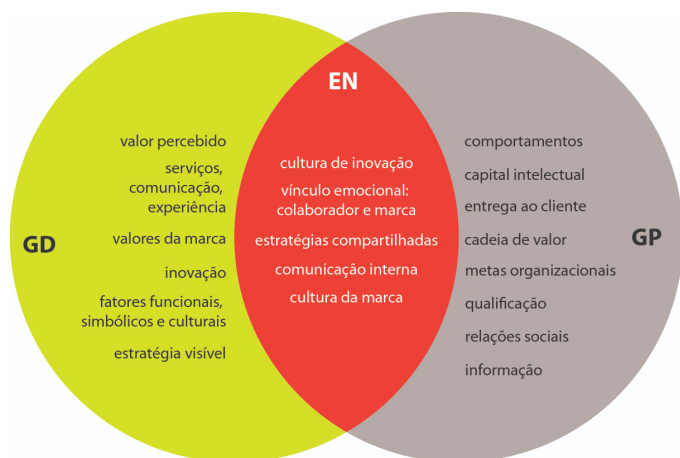 EN
GD
valor percebido
serviços,
comunicação,
experiência
valores da marca
inovação
fatores funcionais,
simbólicos e culturais
estratégia visível
cultura de inovação
vínculo emocional:
colaborador e marca
estratégias compartilhadas
comunicação interna
cultura da marca
comportamentos
capital intelectual
entrega ao cliente
cadeia de valor
metas organizacionais
qualificação
relações sociais
informação
GP